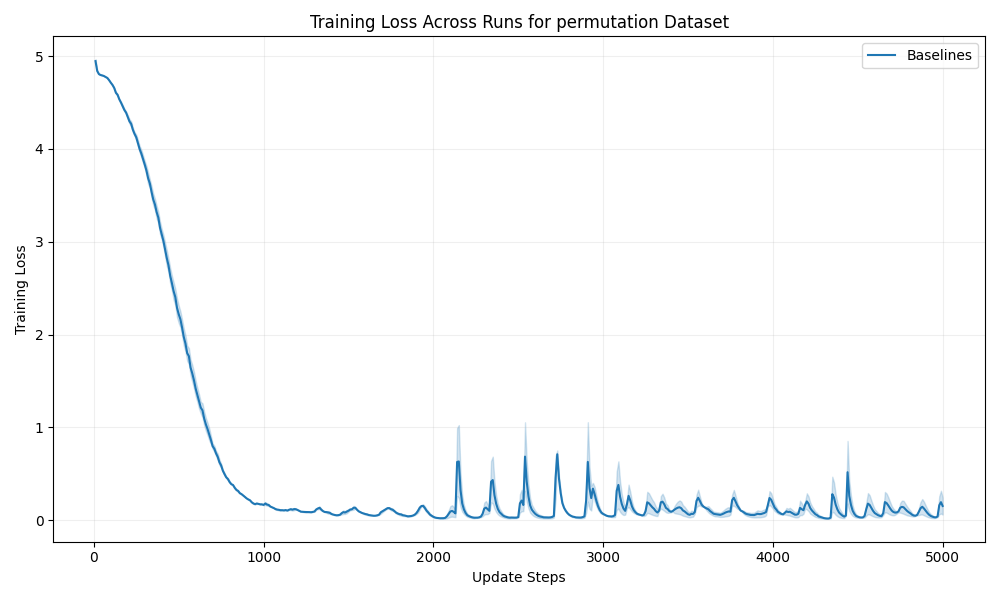 Training Loss Across Runs for permutation Dataset
Baselines
Training Loss
5
4
3
2
1
0
0 1000 2000 3000 4000 5000
Update Steps